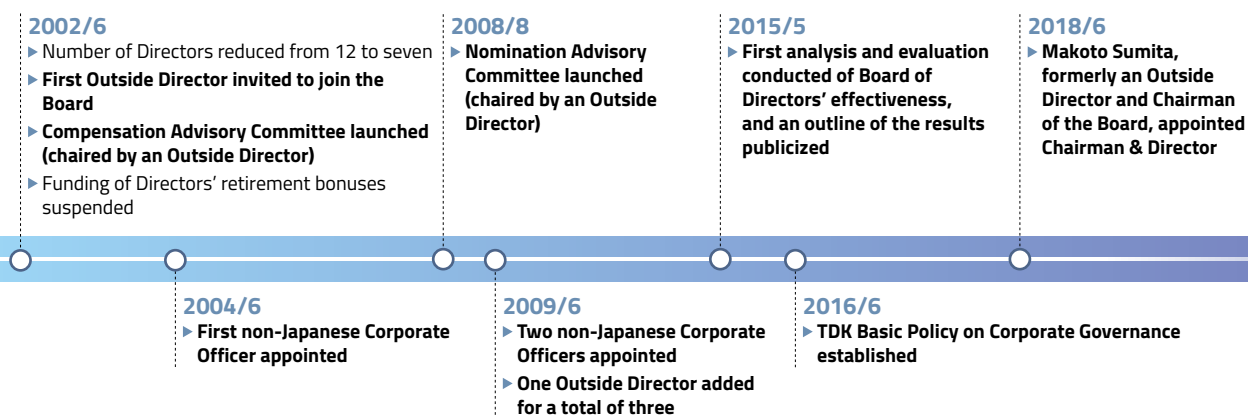 2002/6
Number of Directors reduced from 12 to seven
First Outside Director invited to join the
Board
Compensation Advisory Committee launched
(chaired by an Outside Director)
Funding of Directors’ retirement bonuses
suspended
2008/8
Nomination Advisory
Committee launched
(chaired by an Outside
Director)
2015/5
First analysis and evaluation
conducted of Board of
Directors’ effectiveness,
and an outline of the results
publicized
2018/6
Makoto Sumita,
formerly an Outside
Director and Chairman
of the Board, appointed
Chairman & Director
2004/6
First non-Japanese Corporate
Officer appointed
2009/6
Two non-Japanese Corporate
Officers appointed
One Outside Director added
for a total of three
2016/6
TDK Basic Policy on Corporate Governance
established